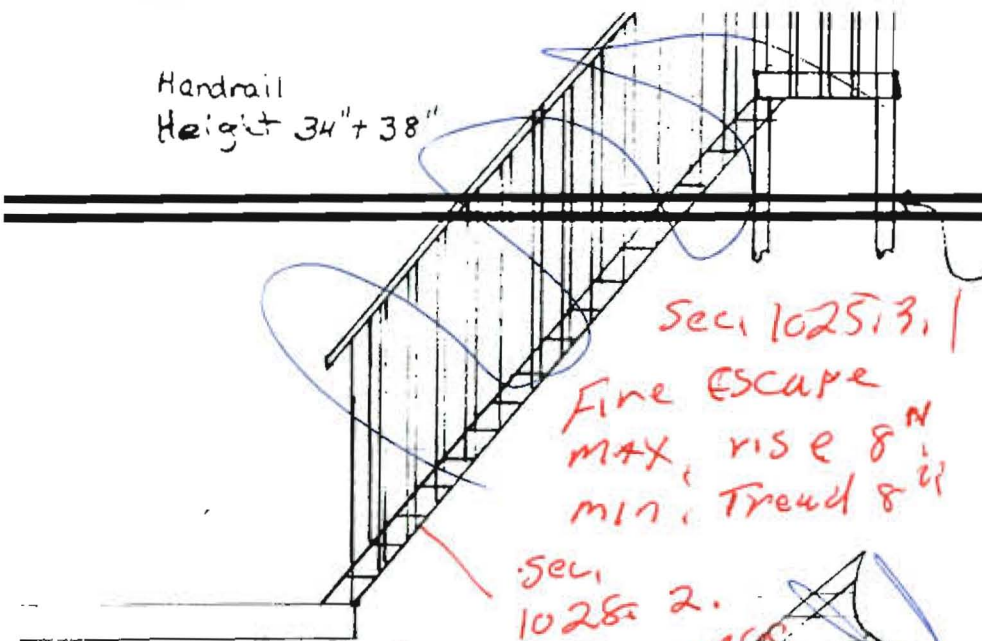 Handrail
Height 34"+ 38"
Sec. 1025.3.1
Fire Escape
MAX. rise 8"
min. Tread 8"
Sec.
1028. 2.